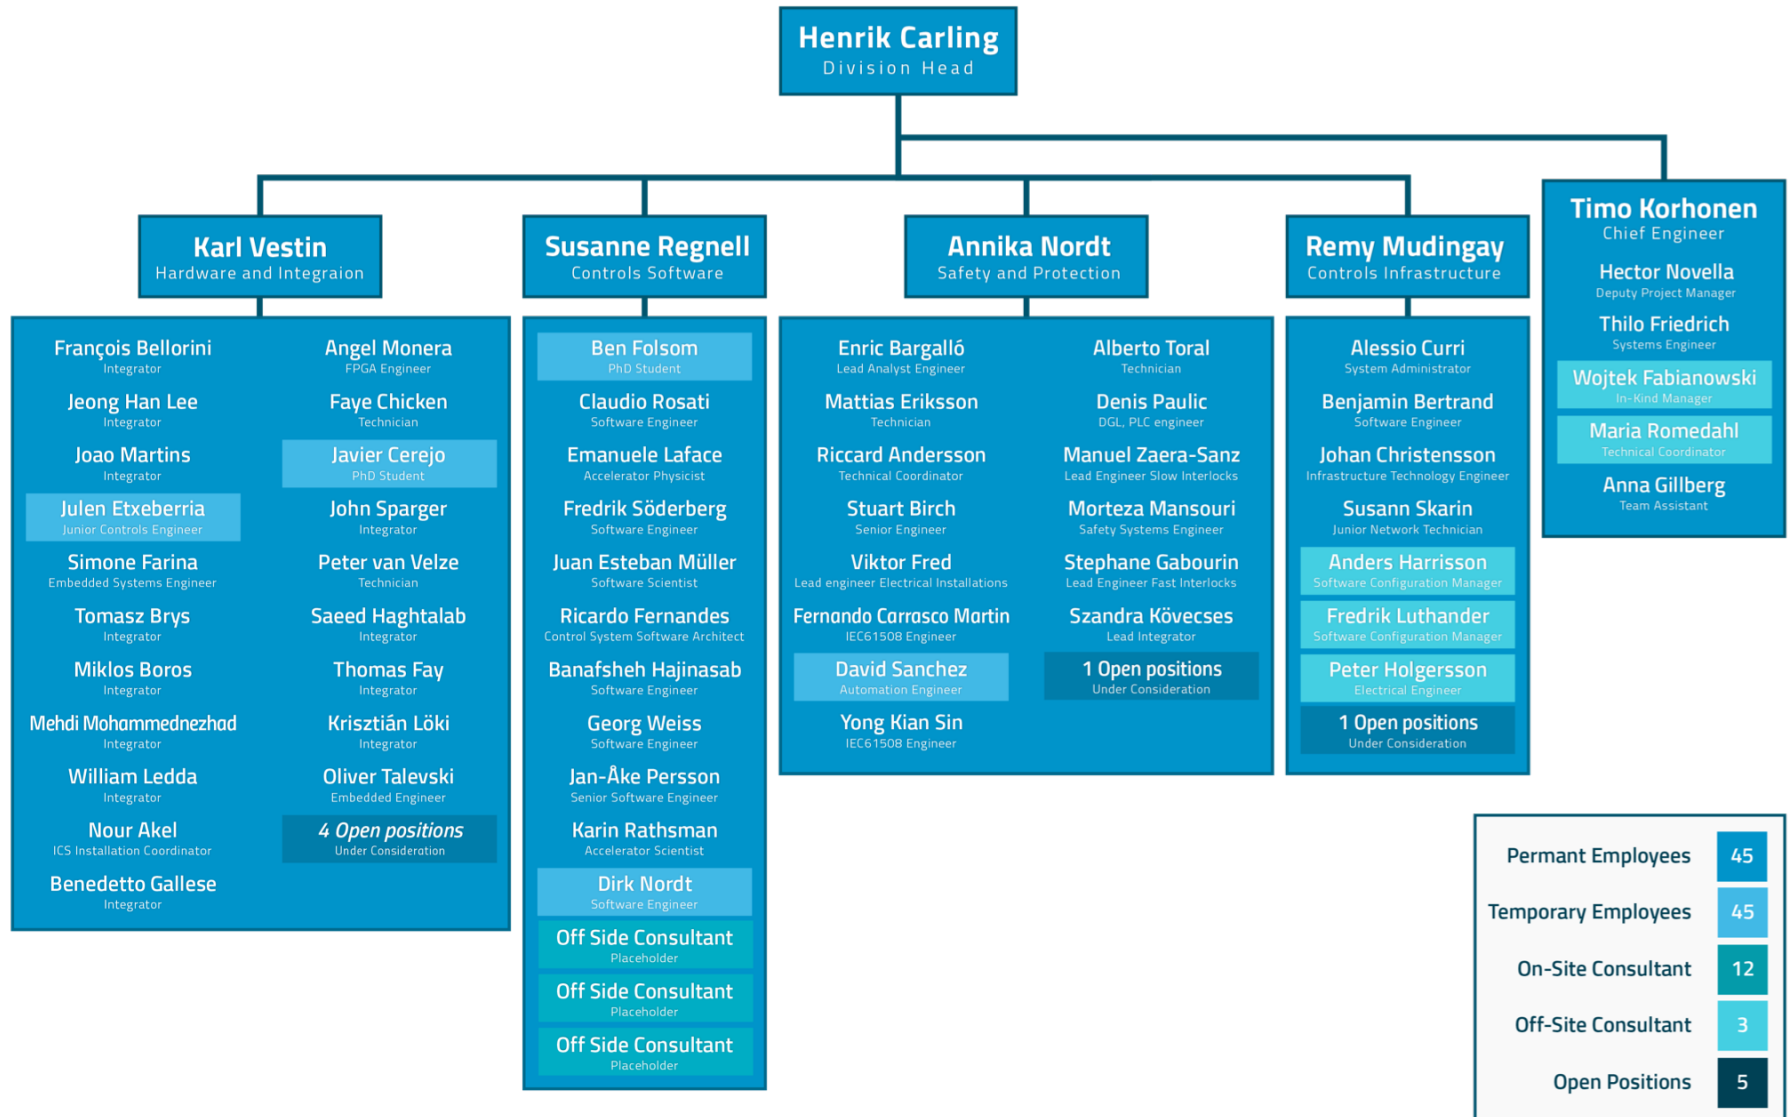 Henrik Carling
Division Head
Karl Vestin
Hardware and Integraion
François Bellorini
Integrator
Jeong Han Lee
Integrator
Joao Martins
Integrator
Julen Etxeberria
Junior Controls Engineer
Simone Farina
Embedded Systems Engineer
Tomasz Brys
Integrator
Miklos Boros
Integrator
Mehdi Mohammednezhad
Integrator
William Ledda
Integrator
Nour Akel
ICS Installation Coordinator
Benedetto Gallese
Integrator
Angel Monera
FPGA Engineer
Faye Chicken
Technician
Javier Cerejo
PhD Student
John Sparger
Integrator
Peter van Velze
Technician
Saeed Haghtalab
Integrator
Thomas Fay
Integrator
Krisztián Löki
Integrator
Oliver Talevski
Embedded Engineer
4 Open positions
Under Consideration
Susanne Regnell
Controls Software
Ben Folsom
PhD Student
Claudio Rosati
Software Engineer
Emanuele Laface
Accelerator Physicist
Fredrik Söderberg
Software Engineer
Juan Esteban Müller
Software Scientist
Ricardo Fernandes
Control System Software Architect
Banafsheh Hajinasab
Software Engineer
Georg Weiss
Software Engineer
Jan-Åke Persson
Senior Software Engineer
Karin Rathsman
Accelerator Scientist
Dirk Nordt
Software Engineer
Off Side Consultant
Placeholder
Off Side Consultant
Placeholder
Off Side Consultant
Placeholder
Annika Nordt
Safety and Protection
Enric Bargalló
Lead Analyst Engineer
Mattias Eriksson
Technician
Riccard Andersson
Technical Coordinator
Stuart Birch
Senior Engineer
Viktor Fred
Lead engineer Electrical Installations
Fernando Carrasco Martin
IEC61508 Engineer
David Sanchez
Automation Engineer
Yong Kian Sin
IEC61508 Engineer
Alberto Toral
Technician
Denis Paulic
DGL, PLC engineer
Manuel Zaera-Sanz
Lead Engineer Slow Interlocks
Morteza Mansouri
Safety Systems Engineer
Stephane Gabourin
Lead Engineer Fast Interlocks
Szandra Kövecses
Lead Integrator
1 Open positions
Under Consideration
Remy Mudingay
Controls Infrastructure
Alessio Curri
System Administrator
Benjamin Bertrand
Software Engineer
Johan Christensson
Infrastructure Technology Engineer
Susann Skarin
Junior Network Technician
Anders Harrisson
Software Configuration Manager
Fredrik Luthander
Software Configuration Manager
Peter Holgersson
Electrical Engineer
1 Open positions
Under Consideration
Timo Korhonen
Chief Engineer
Hector Novella
Deputy Project Manager
Thilo Friedrich
Systems Engineer
Wojtek Fabianowski
In-Kind Manager
Maria Romedahl
Technical Coordinator
Anna Gillberg
Team Assistant
Permant Employees 45
Temporary Employees 45
On-Site Consultant 12
Off-Site Consultant 3
Open Positions 5